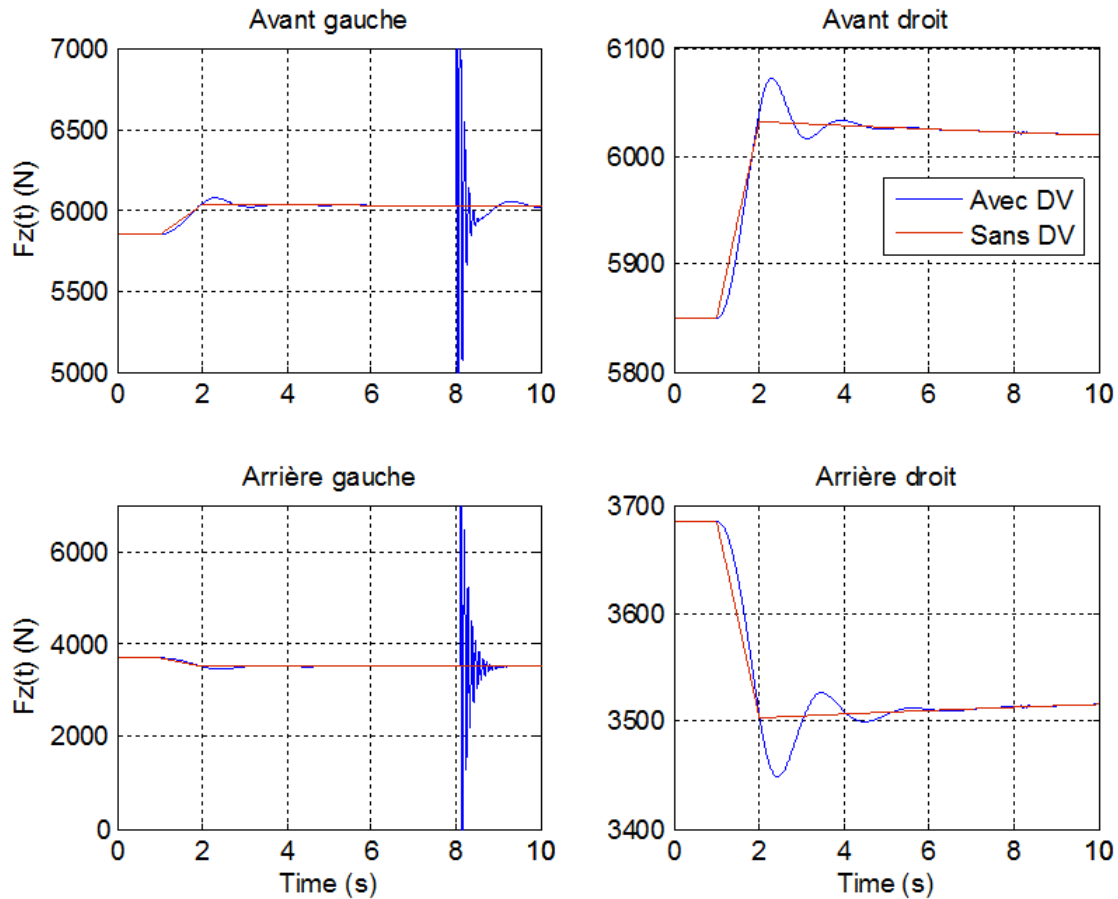 Avant gauche
Avant droit
Fz(t) (N)
7000
6500
6000
5500
5000
0 2 4 6 8 10
6100
6000
5900
5800
0 2 4 6 8 10
Avec DV
Sans DV
Arrière gauche
Arrière droit
Fz(t) (N)
6000
4000
2000
0
0 2 4 6 8 10
Time (s)
3700
3600
3500
3400
0 2 4 6 8 10
Time (s)